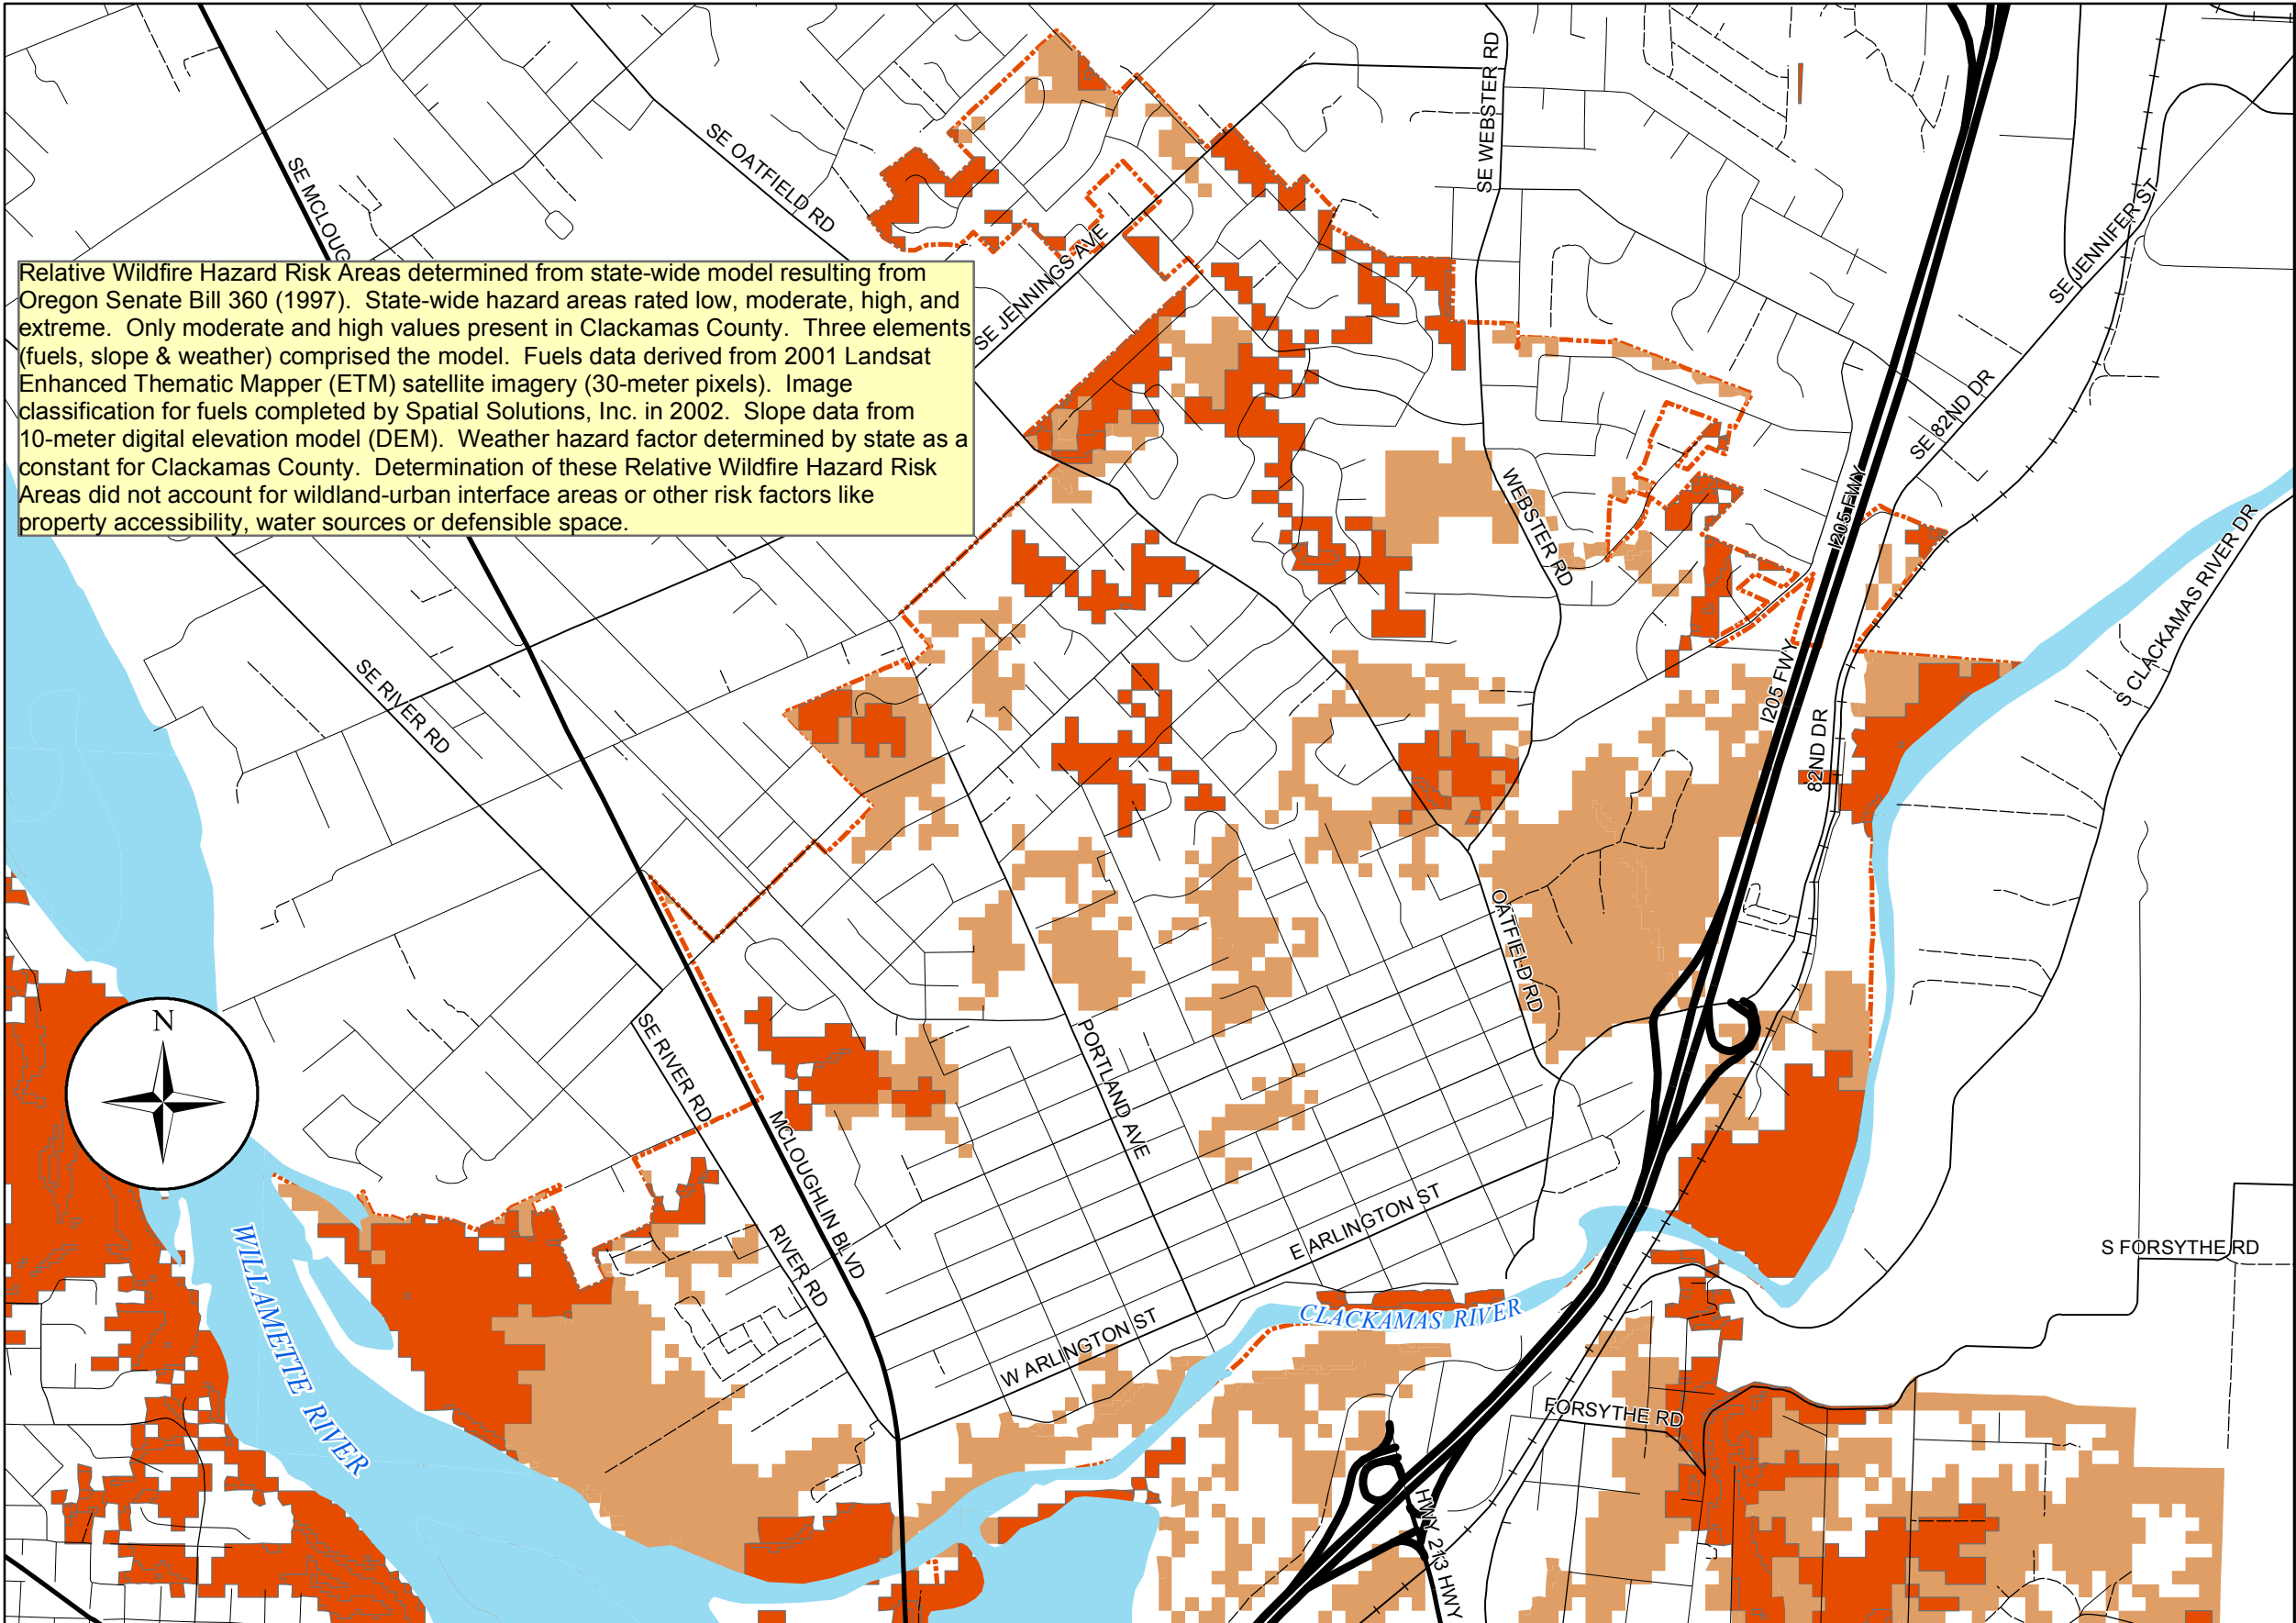 SE WEBSTER RD
SE OATFIELD RD
SE MCLOUG
SE JENNIFER ST
SE JENNINGS AVE
Relative Wildfire Hazard Risk Areas determined from state-wide model resulting from
Oregon Senate Bill 360 (1997).  State-wide hazard areas rated low, moderate, high, and
extreme.  Only moderate and high values present in Clackamas County.  Three elements
(fuels, slope & weather) comprised the model.  Fuels data derived from 2001 Landsat
Enhanced Thematic Mapper (ETM) satellite imagery (30-meter pixels).  Image
classification for fuels completed by Spatial Solutions, Inc. in 2002.  Slope data from
10-meter digital elevation model (DEM).  Weather hazard factor determined by state as a
constant for Clackamas County.  Determination of these Relative Wildfire Hazard Risk
Areas did not account for wildland-urban interface areas or other risk factors like
property accessibility, water sources or defensible space.
SE 82ND DR
WEBSTER RD
I205 FWY
S CLACKAMAS RIVER DR
SE RIVER RD
I205 FWY
82ND DR
OATFIELD RD
N
SE RIVER RD
PORTLAND AVE
MCLOUGHLIN BLVD
E ARLINGTON ST
RIVER RD
S FORSYTHE RD
WILLAMETTE RIVER
CLACKAMAS RIVER
W ARLINGTON ST
FORSYTHE RD
HWY 213 HWY